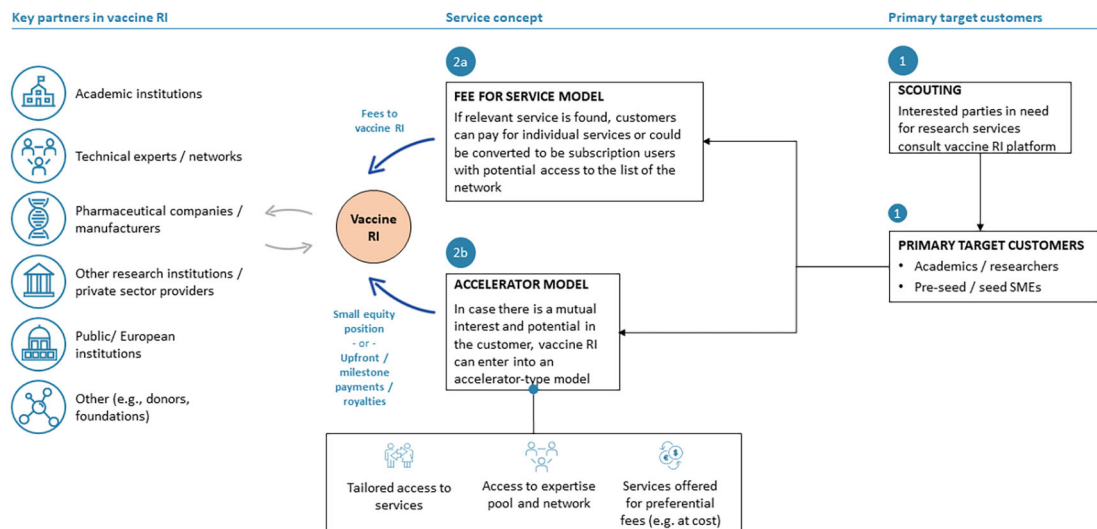 Key partners in vaccine RI
Service concept
Primary target customers
Academic institutions
Technical experts / networks
Pharmaceutical companies /
manufacturers
Other research institutions /
private sector providers
Public/ European
institutions
Other (e.g., donors,
foundations)
Fees to
vaccine RI
Vaccine
RI
Small equity
position
- or -
Upfront /
milestone
payments /
royalties
2a
FEE FOR SERVICE MODEL
If relevant service is found, customers
can pay for individual services or could
be converted to be subscription users
with potential access to the list of the
network
2b
ACCELERATOR MODEL
In case there is a mutual
interest and potential in
the customer, vaccine RI
can enter into an
accelerator-type model
Tailored access to
services
Access to expertise
pool and network
€ $
Services offered
for preferential
fees (e.g. at cost)
1
SCOUTING
Interested parties in need
for research services
consult vaccine RI platform
1
PRIMARY TARGET CUSTOMERS
• Academics / researchers
• Pre-seed / seed SMEs